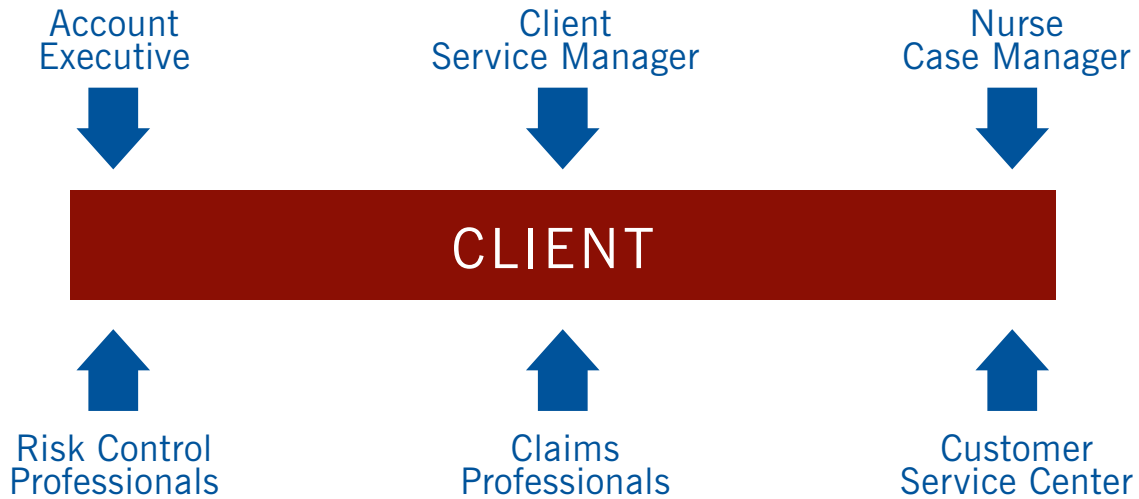 Account
Executive
Client
Service Manager
Nurse
Case Manager
CLIENT
Risk Control
Professionals
Claims
Professionals
Customer
Service Center